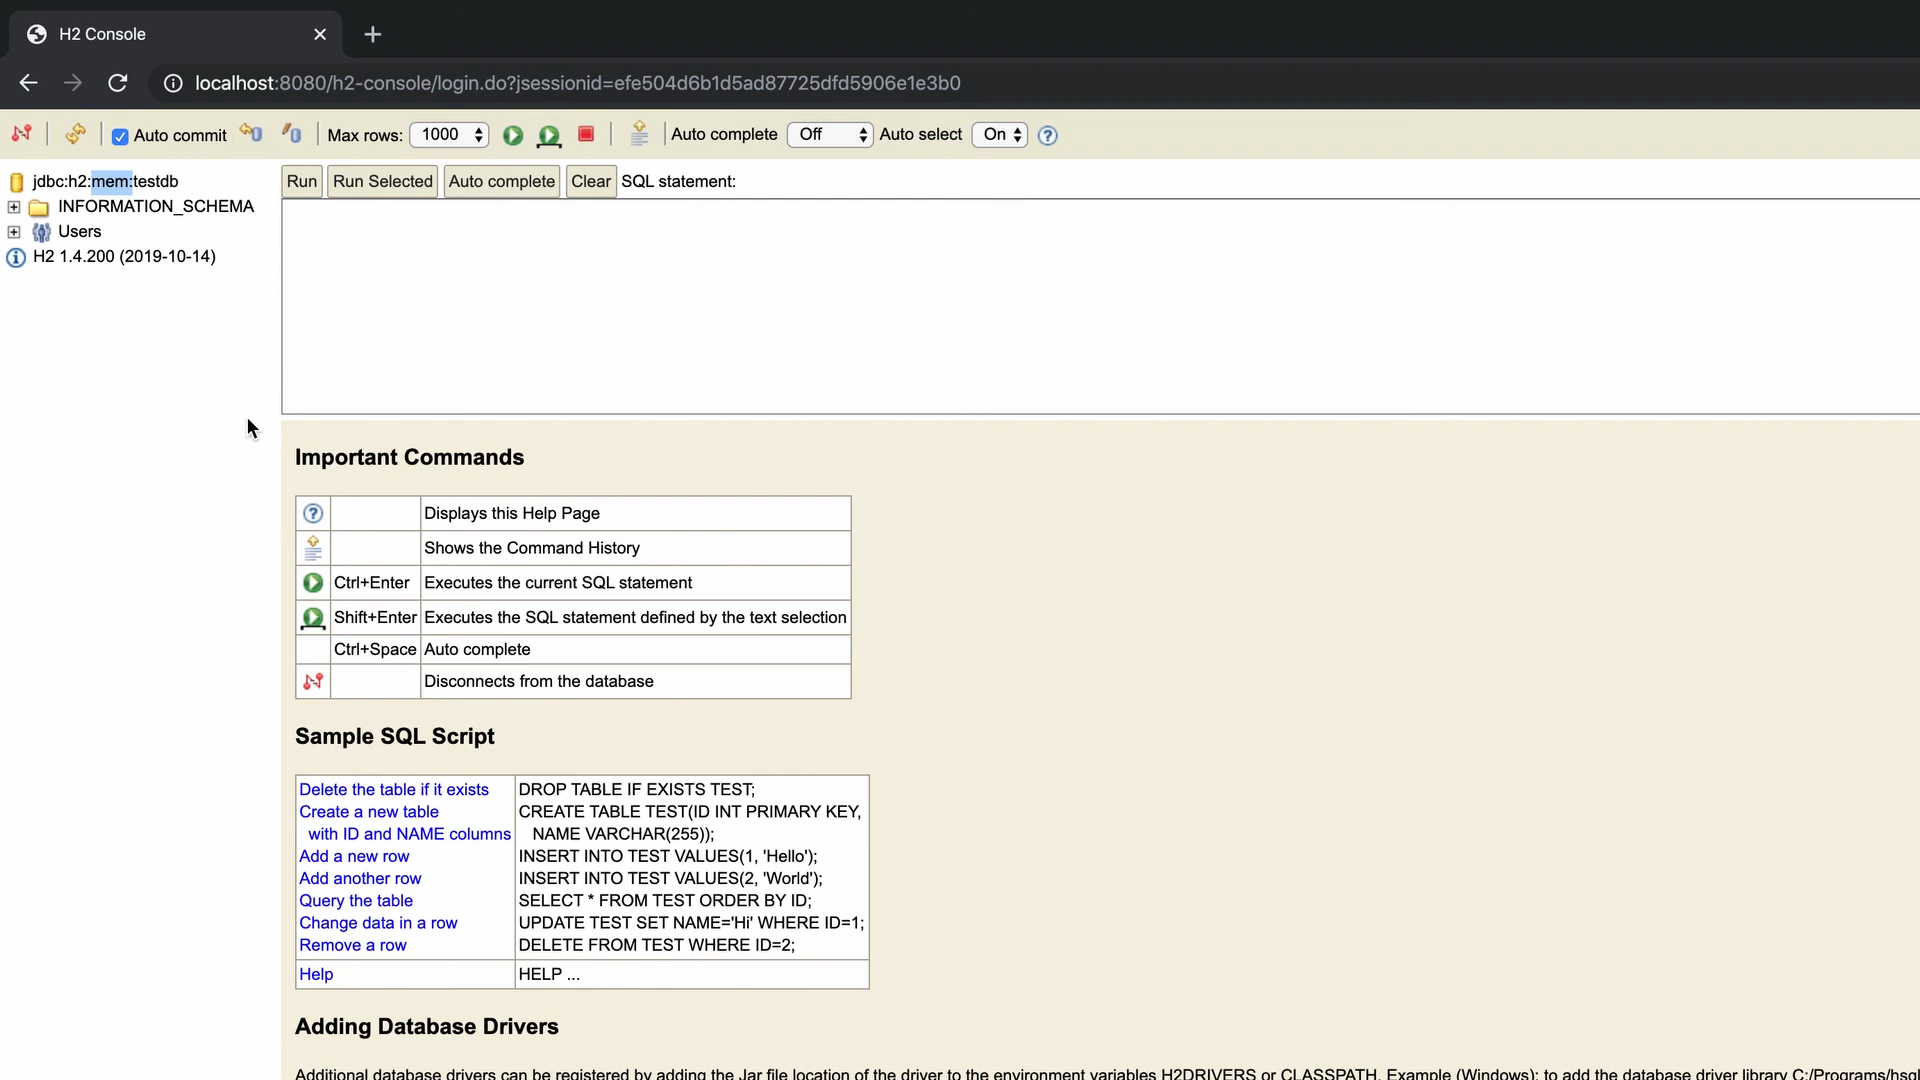 H2 Console
localhost:8080/h2-console/login.do?jsessionid=efe504d6b1d5ad87725dfd5906e1e3b0
Auto commit Max rows: 1000 Auto complete Off Auto select On
jdbc:h2:mem:testdb
INFORMATION_SCHEMA
Users
H2 1.4.200 (2019-10-14)
Run Run Selected Auto complete Clear SQL statement:
Important Commands
Displays this Help Page
Shows the Command History
Ctrl+Enter Executes the current SQL statement
Shift+Enter Executes the SQL statement defined by the text selection
Ctrl+Space Auto complete
Disconnects from the database
Sample SQL Script
Delete the table if it exists DROP TABLE IF EXISTS TEST;
Create a new table CREATE TABLE TEST(ID INT PRIMARY KEY,
with ID and NAME columns NAME VARCHAR(255));
Add a new row INSERT INTO TEST VALUES(1, 'Hello');
Add another row INSERT INTO TEST VALUES(2, 'World');
Query the table SELECT * FROM TEST ORDER BY ID;
Change data in a row UPDATE TEST SET NAME='Hi' WHERE ID=1;
Remove a row DELETE FROM TEST WHERE ID=2;
Help HELP ...
Adding Database Drivers
Additional database drivers can be registered by adding the Jar file location of the driver to the environment variables H2DRIVERS or CLASSPATH. Example (Windows): to add the database driver library C:/Programs/hsql